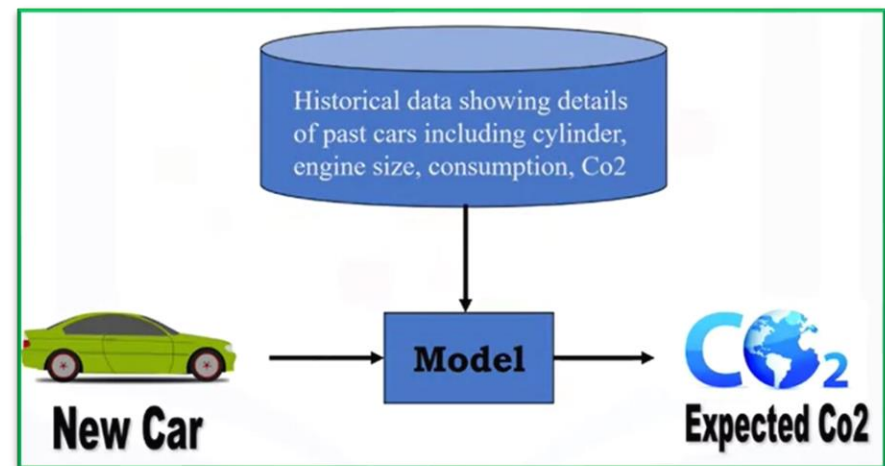 Historical data showing details
of past cars including cylinder,
engine size, consumption, Co2
Model
CO2
New Car
Expected Co2